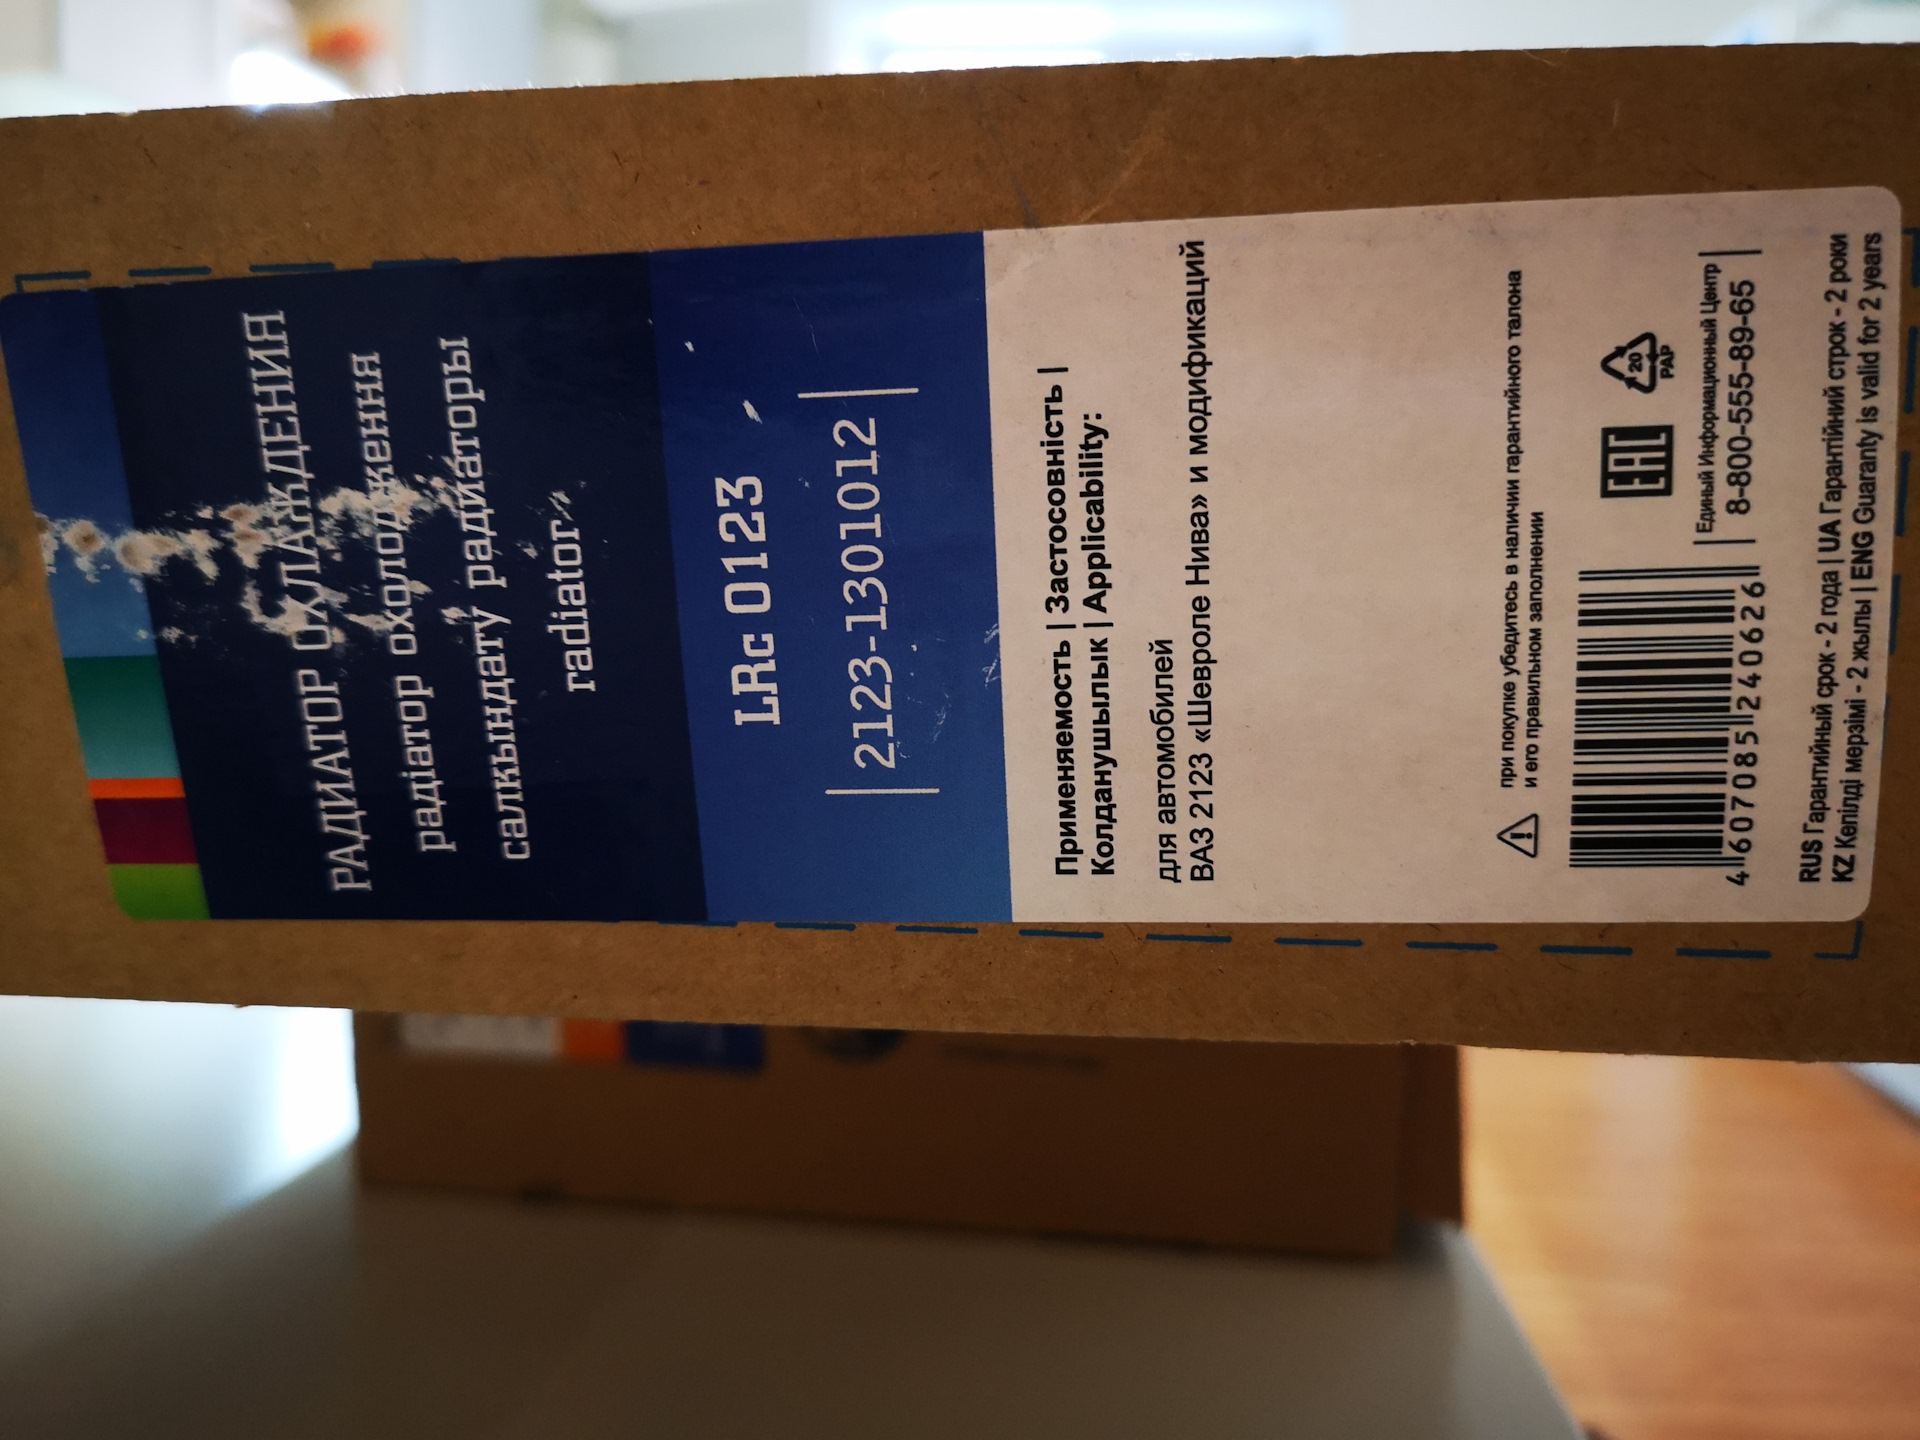 РАДИАТОР ОХЛАЖДЕНИЯ
радіатор охолодження
салкындату радиаторы
radiator
LRc 0123
2123-1301012
Применяемость | Застосовність |
Колданушылык | Applicability:
для автомобилей
ВАЗ 2123 «Шевроле Нива» и модификаций
при покупке убедитесь в наличии гарантийного талона
и его правильном заполнении
EAC
20
PAP
Единый Информационный Центр
8-800-555-89-65
4 607085 240626
RUS Гарантийный срок - 2 года | UA Гарантійний строк - 2 роки
KZ Кепілді мерзімі - 2 жылы | ENG Guaranty is valid for 2 years